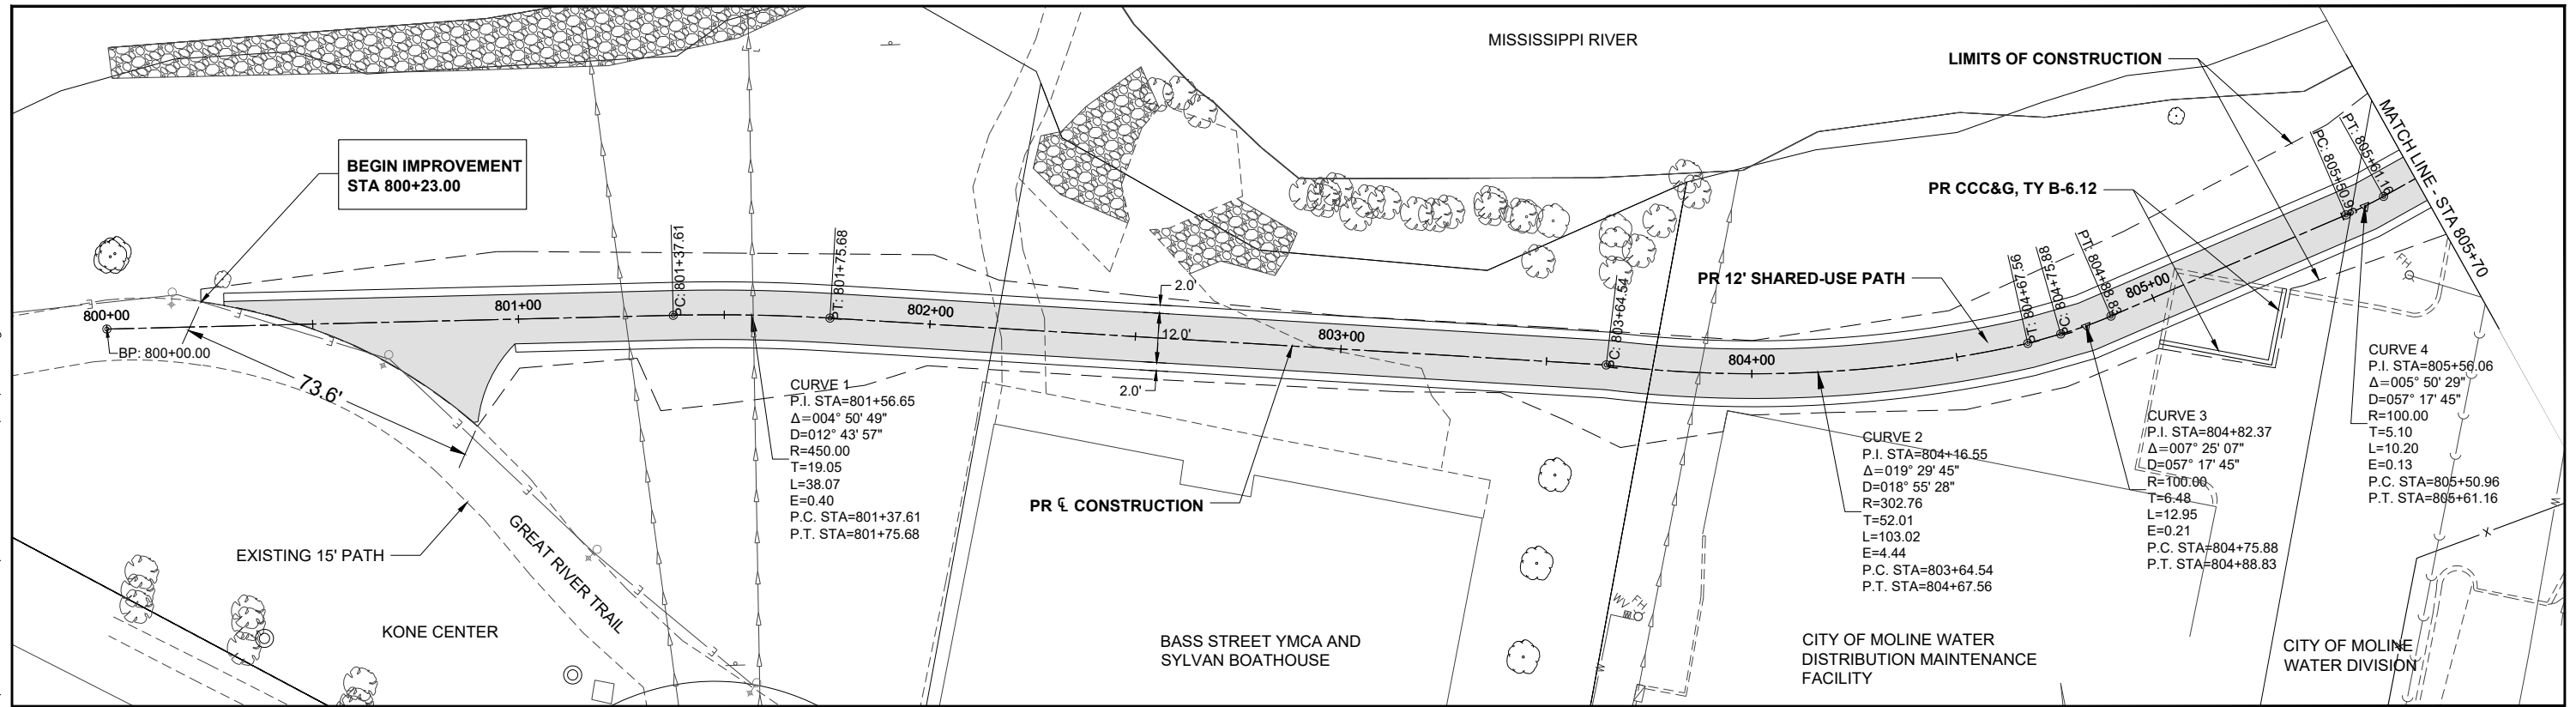 MISSISSIPPI RIVER
LIMITS OF CONSTRUCTION
BEGIN IMPROVEMENT
STA 800+23.00
PR CCC&G, TY B-6.12
PC: 805+50.96
PT: 805+61.16
MATCH LINE - STA 805+70
PC: 801+37.61
PT: 801+75.68
PC: 803+64.54
PT: 804+67.56
PC: 804+75.88
PT: 804+88.83
PR 12' SHARED-USE PATH
800+00
801+00
802+00
803+00
804+00
805+00
BP: 800+00.00
2.0'
12.0'
2.0'
73.6'
FH
CURVE 1
P.I. STA=801+56.65
Δ=004° 50' 49"
D=012° 43' 57"
R=450.00
T=19.05
L=38.07
E=0.40
P.C. STA=801+37.61
P.T. STA=801+75.68
CURVE 2
P.I. STA=804+16.55
Δ=019° 29' 45"
D=018° 55' 28"
R=302.76
T=52.01
L=103.02
E=4.44
P.C. STA=803+64.54
P.T. STA=804+67.56
CURVE 3
P.I. STA=804+82.37
Δ=007° 25' 07"
D=057° 17' 45"
R=100.00
T=6.48
L=12.95
E=0.21
P.C. STA=804+75.88
P.T. STA=804+88.83
CURVE 4
P.I. STA=805+56.06
Δ=005° 50' 29"
D=057° 17' 45"
R=100.00
T=5.10
L=10.20
E=0.13
P.C. STA=805+50.96
P.T. STA=805+61.16
PR ℄ CONSTRUCTION
EXISTING 15' PATH
GREAT RIVER TRAIL
KONE CENTER
BASS STREET YMCA AND
SYLVAN BOATHOUSE
WV
FH
W
CITY OF MOLINE WATER
DISTRIBUTION MAINTENANCE
FACILITY
CITY OF MOLINE
WATER DIVISION
X
W